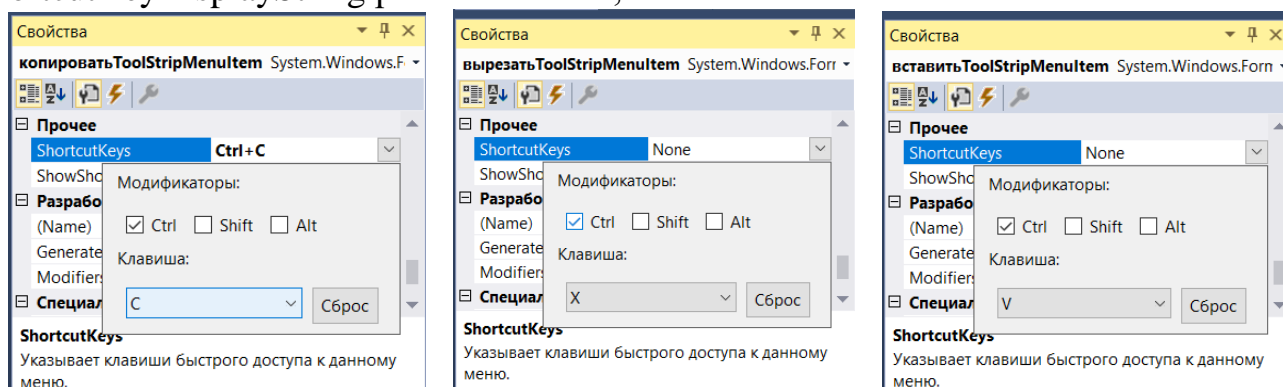 Свойства
копироватьToolStripMenuItem System.Windows.F
Прочее
ShortcutKeys Ctrl+C
ShowSho
Модификаторы:
Разрабо
(Name) Ctrl Shift Alt
Generate
Клавиша:
Modifier
Специал C Сброс
ShortcutKeys
Указывает клавиши быстрого доступа к данному
меню.
Свойства
вырезатьToolStripMenuItem System.Windows.Forr
Прочее
ShortcutKeys None
ShowSho
Модификаторы:
Разрабо
(Name) Ctrl Shift Alt
Generate
Клавиша:
Modifier
Специал X Сброс
ShortcutKeys
Указывает клавиши быстрого доступа к данному
меню.
Свойства
вставитьToolStripMenuItem System.Windows.Forn
Прочее
ShortcutKeys None
ShowSho
Модификаторы:
Разрабо
(Name) Ctrl Shift Alt
Generate
Клавиша:
Modifier
Специал V Сброс
ShortcutKeys
Указывает клавиши быстрого доступа к данному
меню.